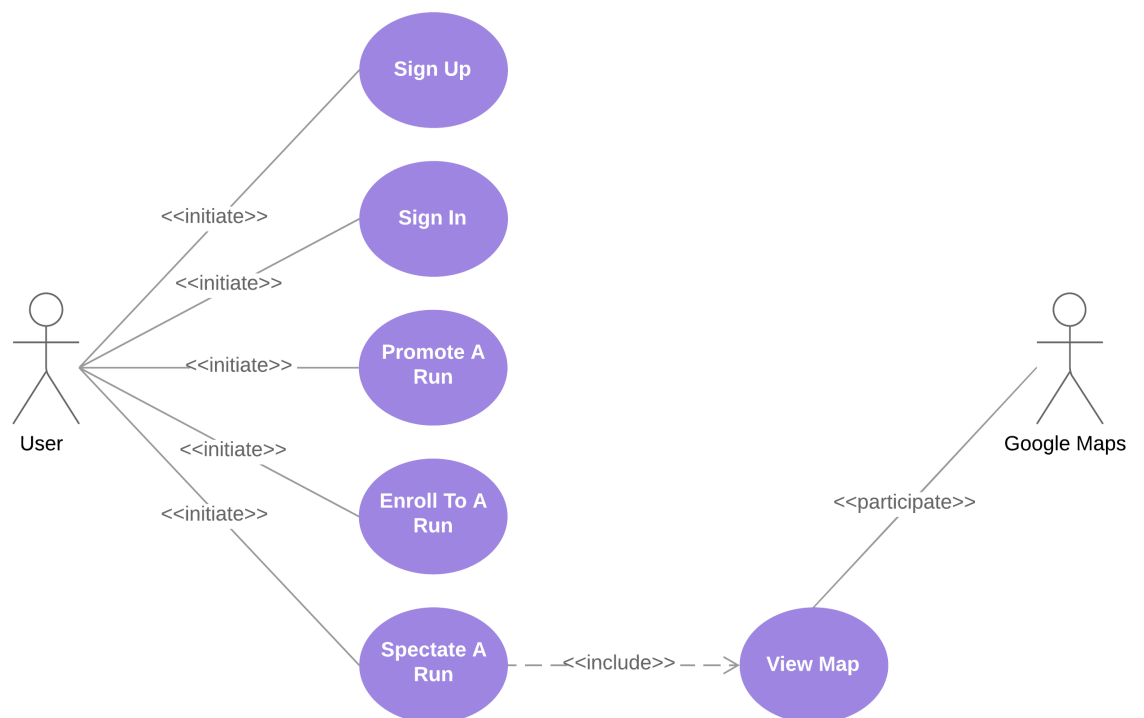 Sign Up
<<initiate>>
Sign In
<<initiate>>
Promote A
Run
<<initiate>>
User
Google Maps
<<initiate>>
Enroll To A
Run
<<initiate>>
<<participate>>
Spectate A
Run
<<include>>
View Map